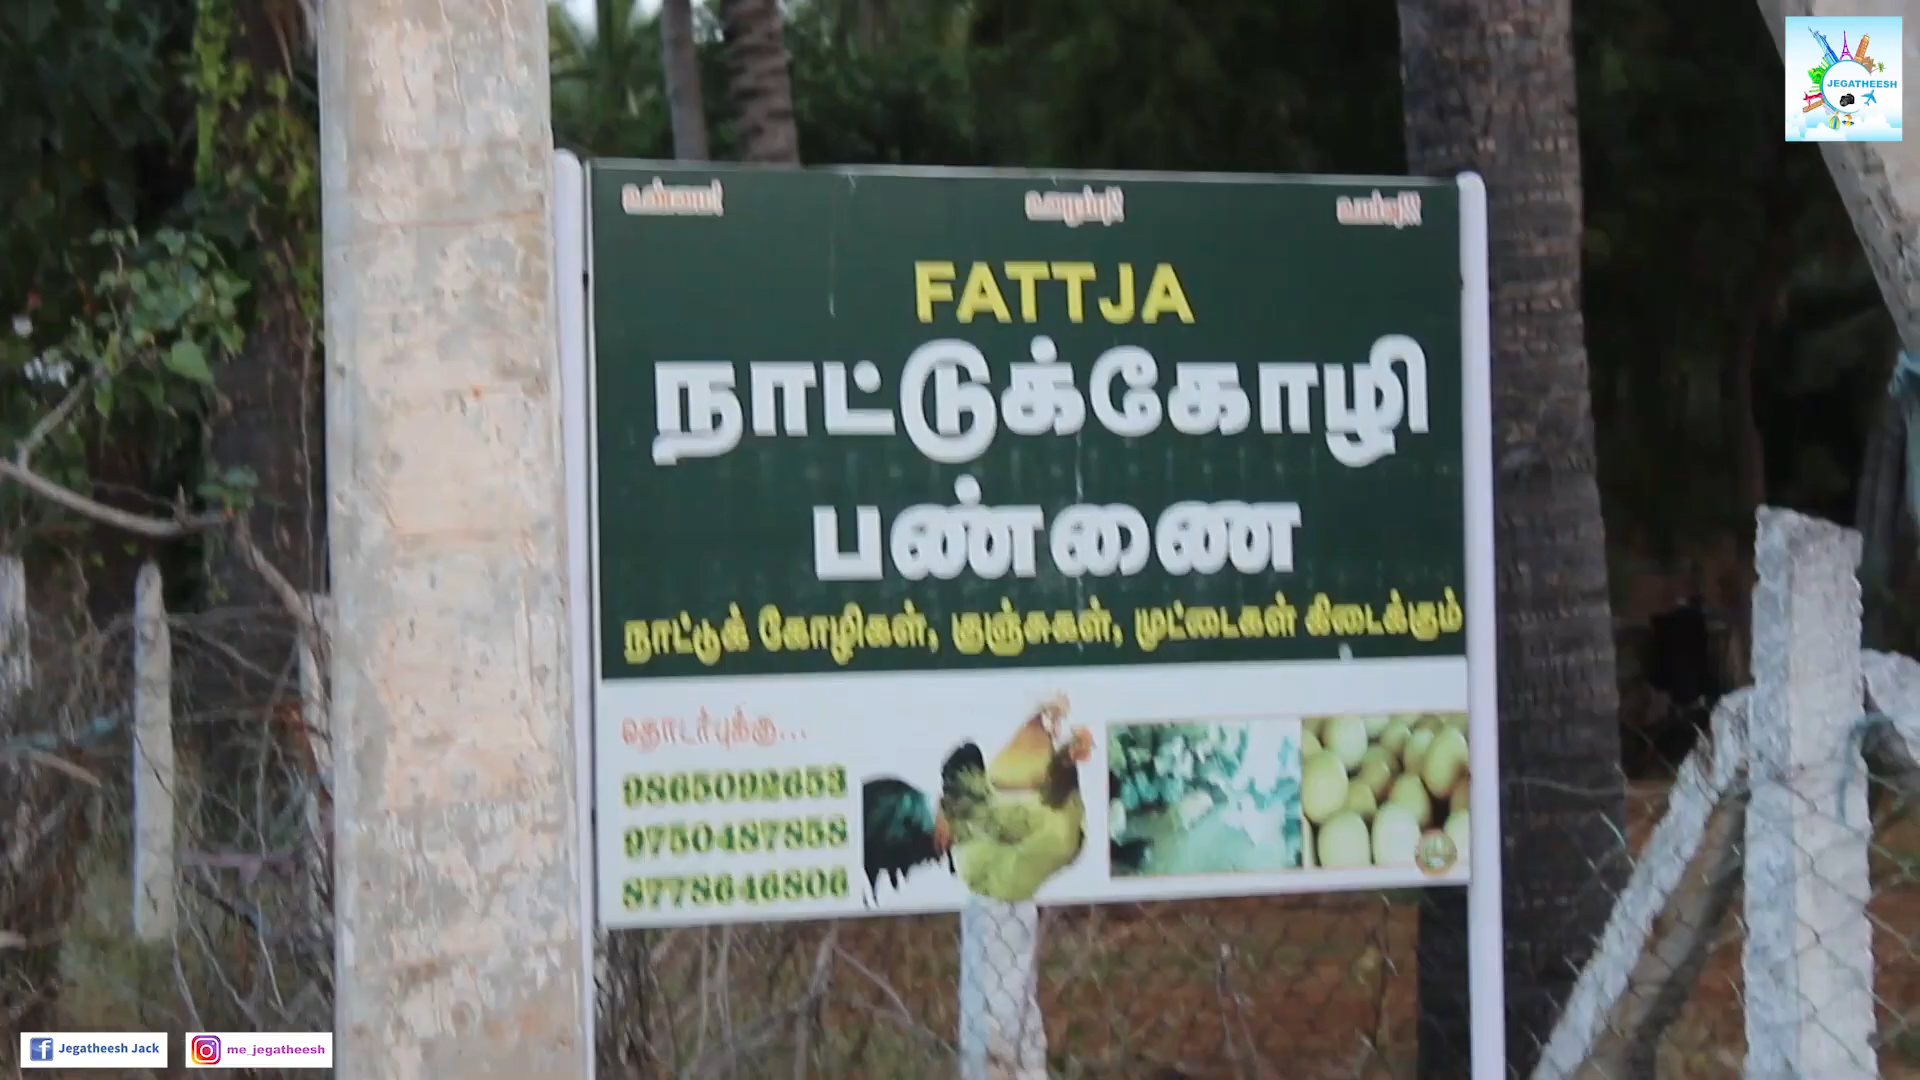 JEGATHEESH
FATTJA
நாட்டுக்கோழி
பண்ணை
நாட்டுக் கோழிகள், குஞ்சுகள், முட்டைகள் கிடைக்கும்
தொடர்புக்கு...
9865092653
9750487858
8778646806
Jegatheesh Jack
me_jegatheesh